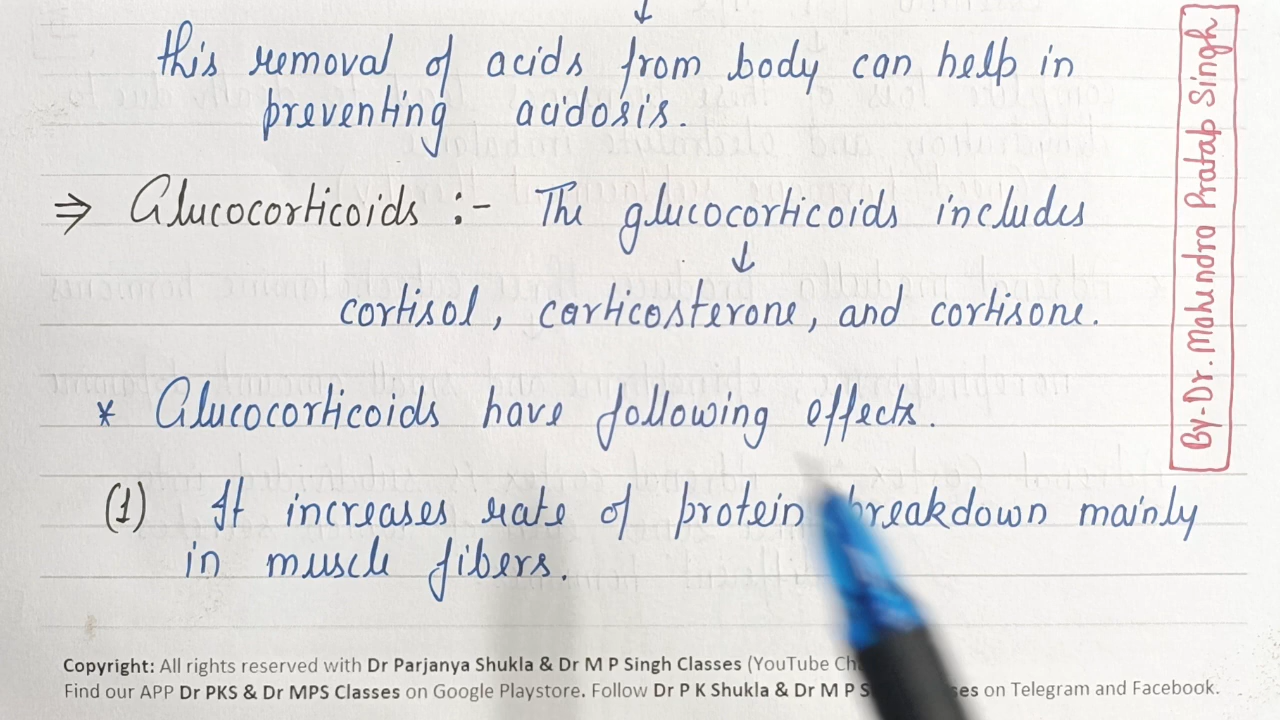 this removal of acids from body can help in
preventing acidosis.
⇒ Glucocorticoids :- The glucocorticoids includes
↓
cortisol, corticosterone, and cortisone.
* Glucocorticoids have following effects.
(1) It increases rate of protein breakdown mainly
in muscle fibers.
By-Dr. Mahendra Pratap Singh
Copyright: All rights reserved with Dr Parjanya Shukla & Dr M P Singh Classes (YouTube
Find our APP Dr PKS & Dr MPS Classes on Google Playstore. Follow Dr P K Shukla & Dr M P on Telegram and Facebook.